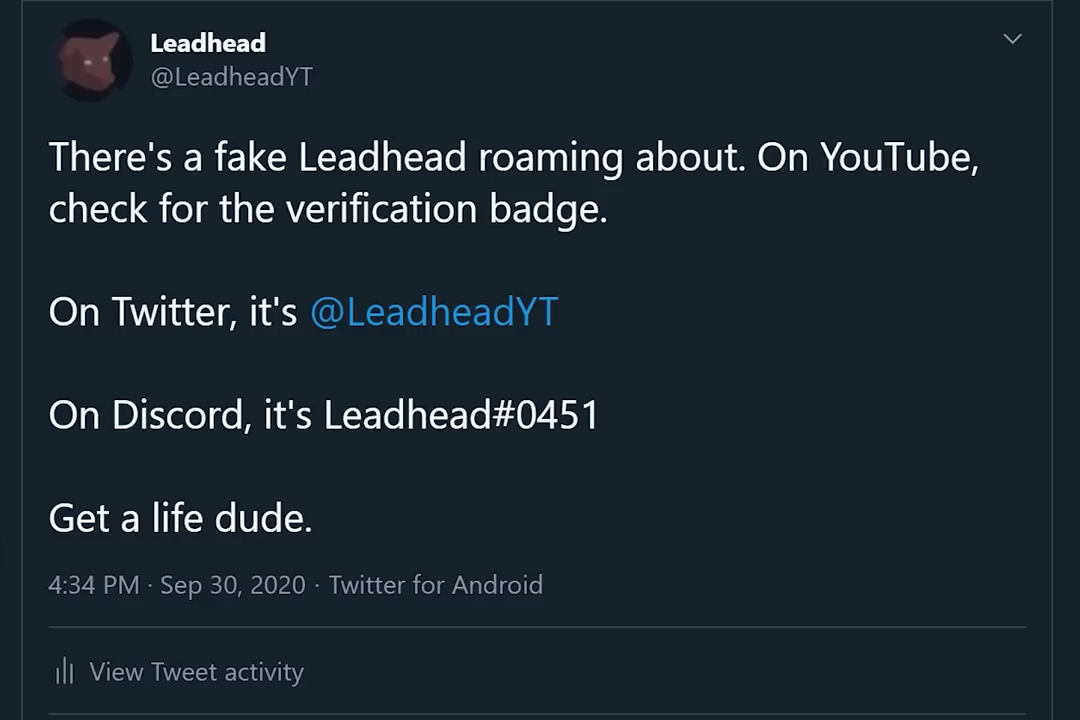 Leadhead
@LeadheadYT
There's a fake Leadhead roaming about. On YouTube,
check for the verification badge.
On Twitter, it's @LeadheadYT
On Discord, it's Leadhead#0451
Get a life dude.
4:34 PM · Sep 30, 2020 · Twitter for Android
View Tweet activity